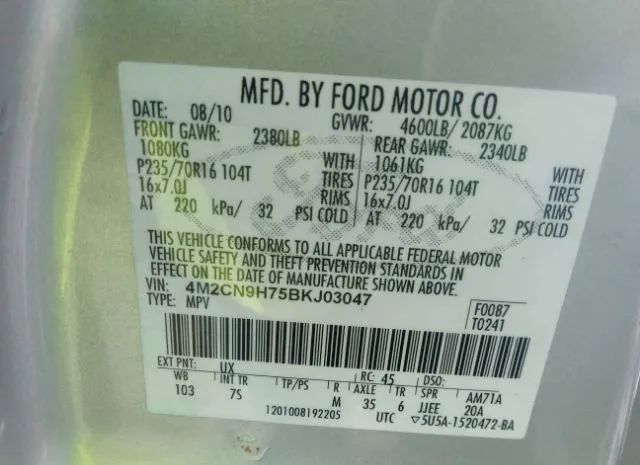 MFD. BY FORD MOTOR CO.
DATE: 08/10 GVWR: 4600LB/ 2087KG
FRONT GAWR: 2380LB REAR GAWR: 2340LB
1080KG WITH 1061KG WITH
P235/70R16 104T TIRES P235/70R16 104T TIRES
16x7.0J RIMS 16x7.0J RIMS
AT 220 kPa/ 32 PSI COLD AT 220 kPa/ 32 PSI COLD
THIS VEHICLE CONFORMS TO ALL APPLICABLE FEDERAL MOTOR
VEHICLE SAFETY AND THEFT PREVENTION STANDARDS IN
EFFECT ON THE DATE OF MANUFACTURE SHOWN ABOVE.
VIN: 4M2CN9H75BKJ03047
TYPE: MPV
F0087
T0241
EXT PNT: UX RC: 45 DSO:
WB INT TR TP/PS R AXLE TR SPR AM71A
103 7S M 35 6 JJEE 20A
1201008192205 UTC 5U5A-1520472-BA